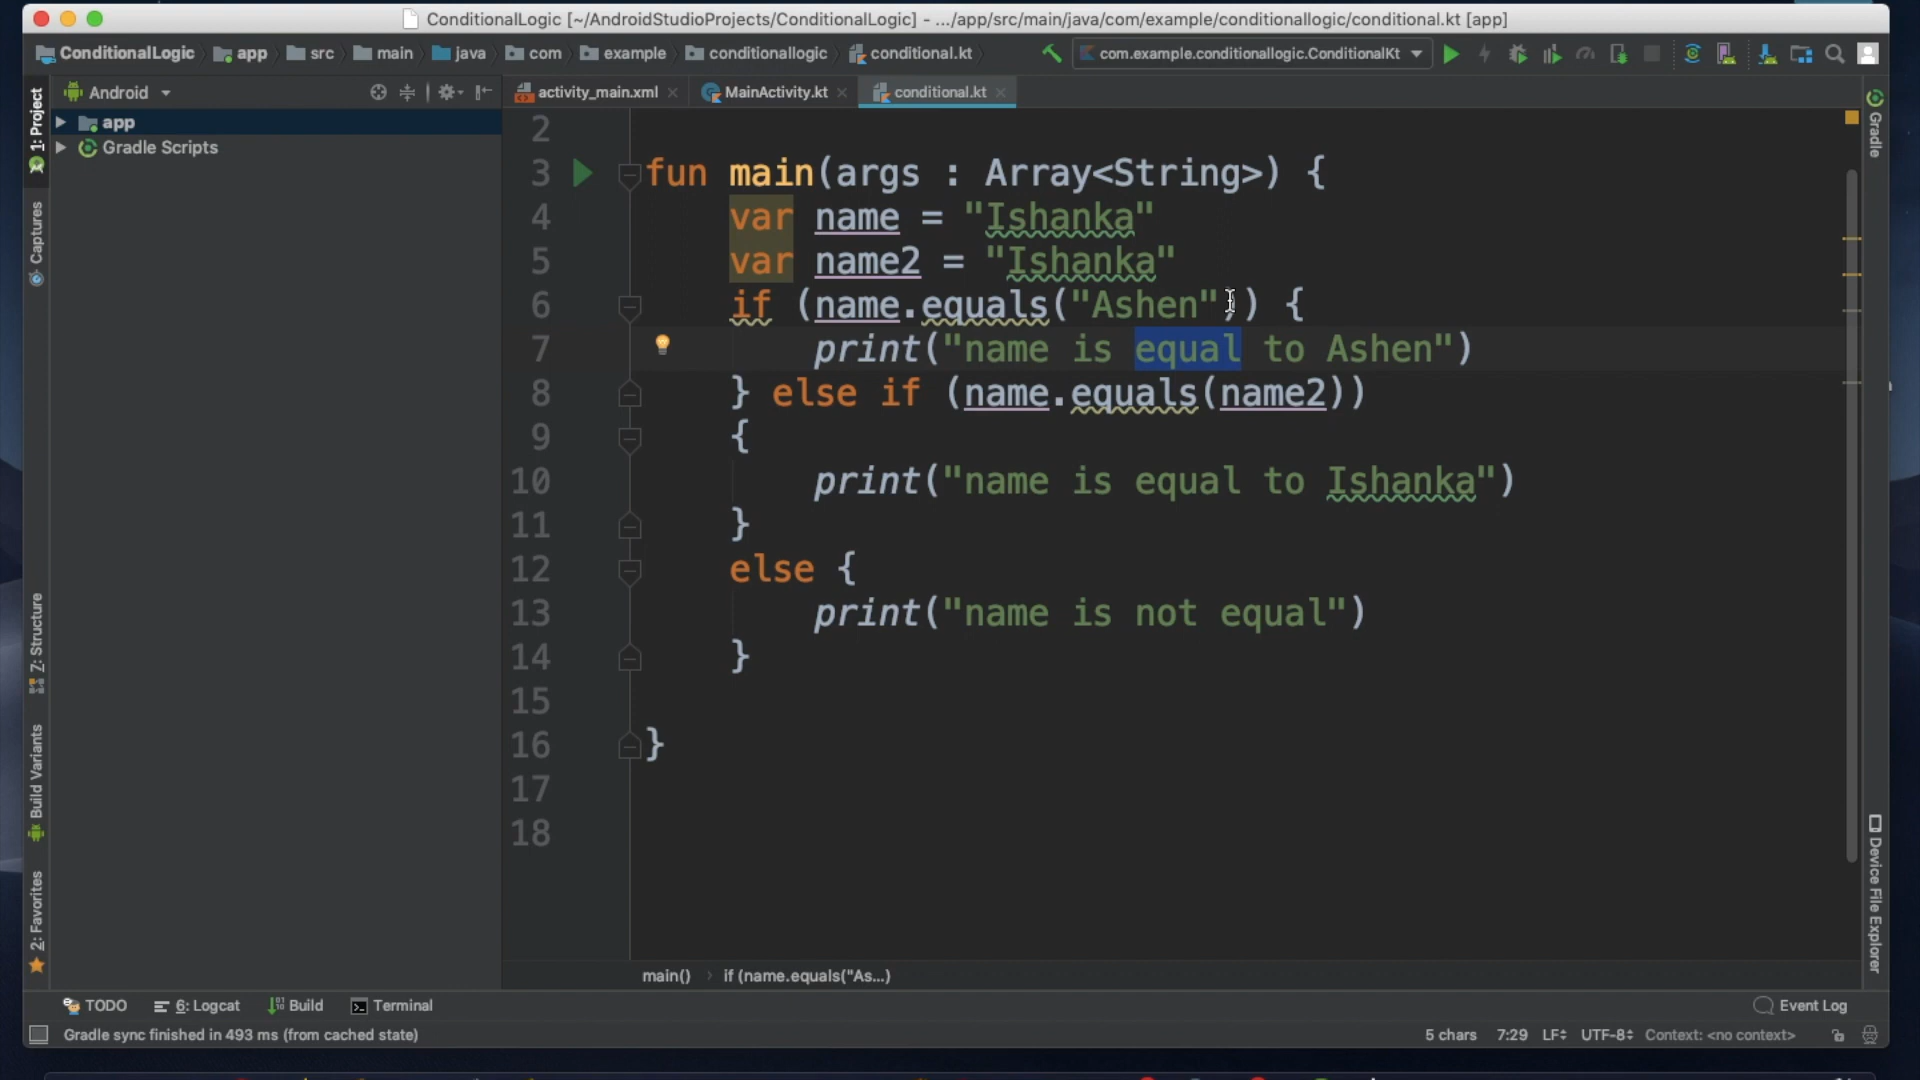 ConditionalLogic [~/AndroidStudioProjects/ConditionalLogic] - .../app/src/main/java/com/example/conditionallogic/conditional.kt [app]
ConditionalLogic app src main java com example conditionallogic conditional.kt com.example.conditionallogic.ConditionalKt
1: Project
Captures
Z: Structure
Build Variants
2: Favorites
Android
app
Gradle Scripts
activity_main.xml MainActivity.kt conditional.kt
2
3 fun main(args : Array<String>) {
4 var name = "Ishanka"
5 var name2 = "Ishanka"
6 if (name.equals("Ashen")) {
7 print("name is equal to Ashen")
8 } else if (name.equals(name2))
9 {
10 print("name is equal to Ishanka")
11 }
12 else {
13 print("name is not equal")
14 }
15
16 }
17
18
main() › if (name.equals("As...)
Gradle
Device File Explorer
TODO 6: Logcat Build Terminal Event Log
Gradle sync finished in 493 ms (from cached state) 5 chars 7:29 LF UTF-8 Context: <no context>